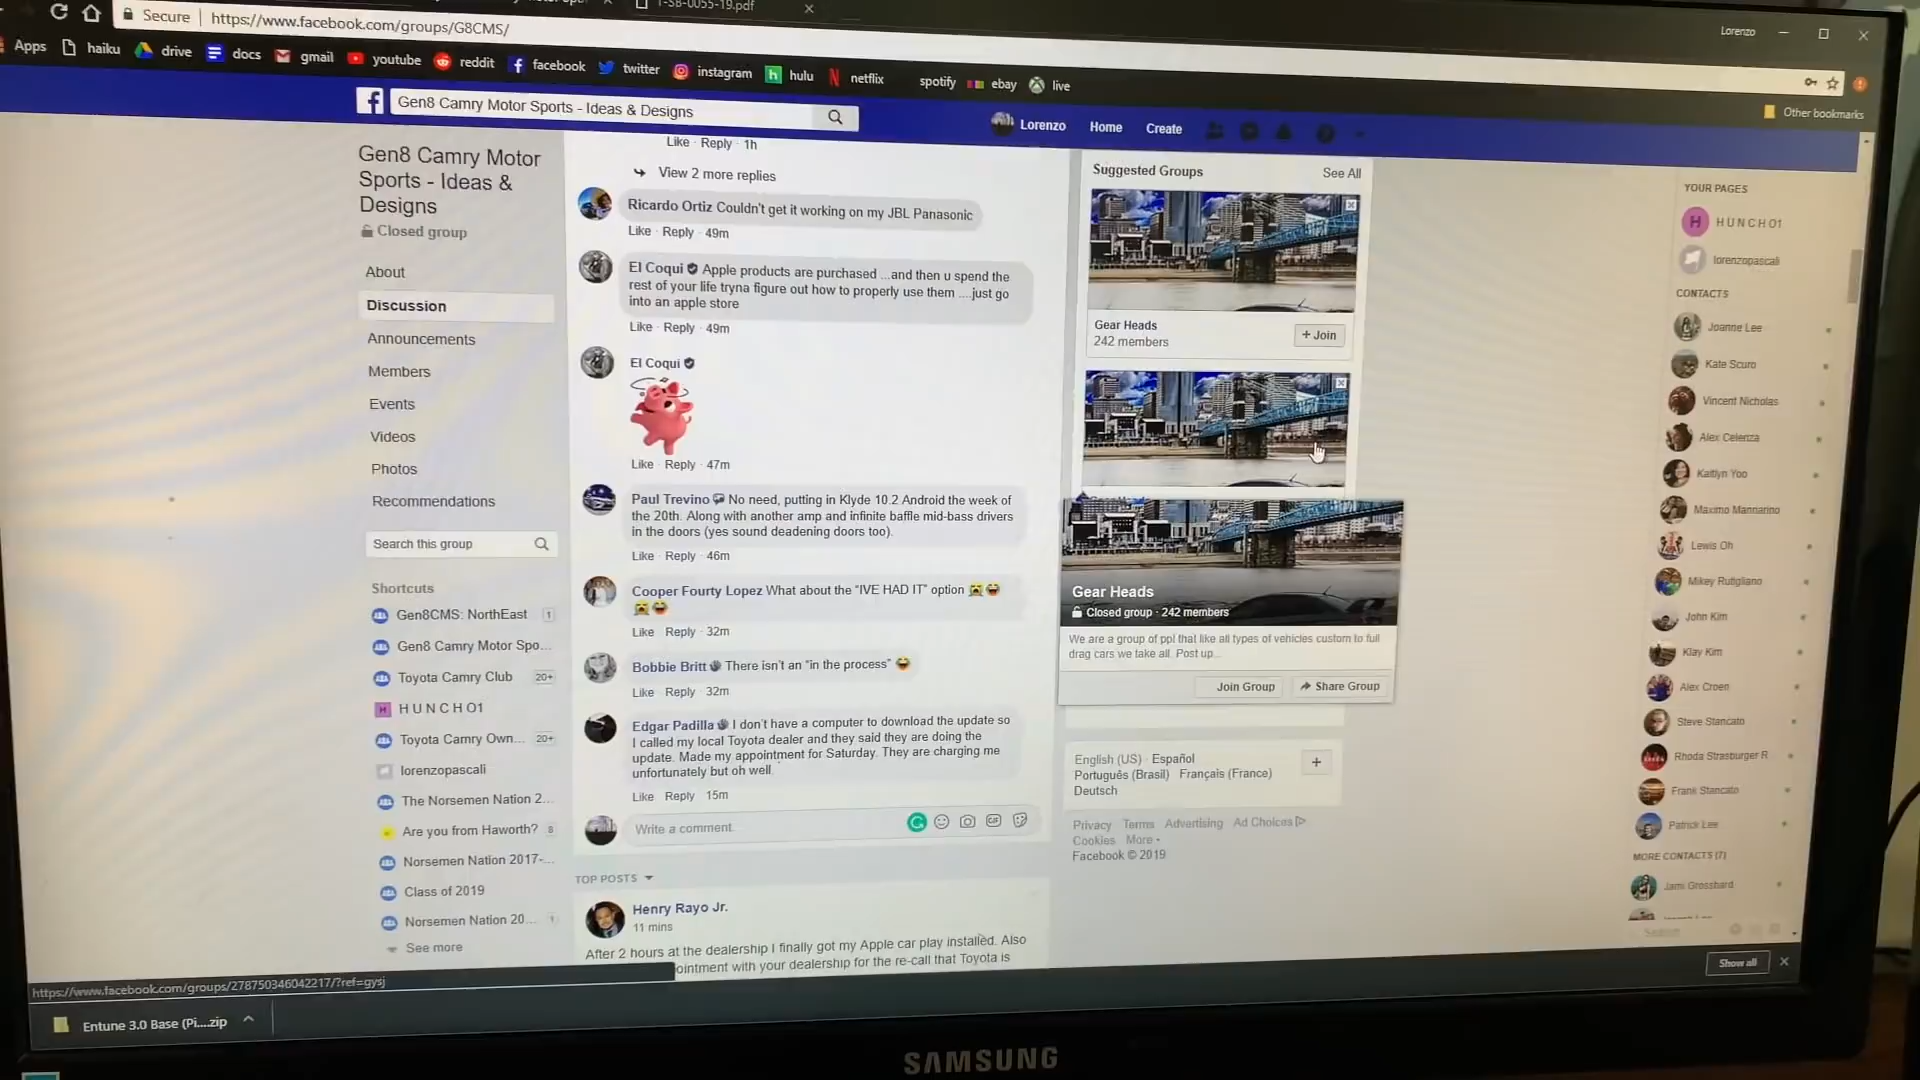 T-SB-0055-19.pdf
Lorenzo
Secure
https://www.facebook.com/groups/G8CMS/
Apps
haiku
drive
docs
gmail
youtube
reddit
facebook
twitter
instagram
hulu
netflix
spotify
ebay
live
Other bookmarks
Gen8 Camry Motor Sports - Ideas & Designs
Lorenzo
Home
Create
Gen8 Camry Motor
Sports - Ideas &
Designs
Closed group
About
Discussion
Announcements
Members
Events
Videos
Photos
Recommendations
Search this group
Shortcuts
Gen8CMS: NorthEast 1
Gen8 Camry Motor Spo...
Toyota Camry Club 20+
H H U N C H O1
Toyota Camry Own... 20+
lorenzopascali
The Norsemen Nation 2...
Are you from Haworth? 8
Norsemen Nation 2017-...
Class of 2019
Norsemen Nation 20... 1
See more
Like · Reply · 1h
View 2 more replies
Ricardo Ortiz Couldn't get it working on my JBL Panasonic
Like · Reply · 49m
El Coqui Apple products are purchased ...and then u spend the
rest of your life tryna figure out how to properly use them ....just go
into an apple store
Like · Reply · 49m
El Coqui
Like · Reply · 47m
Paul Trevino No need, putting in Klyde 10.2 Android the week of
the 20th. Along with another amp and infinite baffle mid-bass drivers
in the doors (yes sound deadening doors too).
Like · Reply · 46m
Cooper Fourty Lopez What about the "IVE HAD IT" option 😭😂
😭😂
Like · Reply · 32m
Bobbie Britt There isn't an "in the process" 😂
Like · Reply · 32m
Edgar Padilla I don't have a computer to download the update so
I called my local Toyota dealer and they said they are doing the
update. Made my appointment for Saturday. They are charging me
unfortunately but oh well.
Like · Reply · 15m
Write a comment...
GIF
TOP POSTS
Henry Rayo Jr.
11 mins
After 2 hours at the dealership I finally got my Apple car play installed. Also
ointment with your dealership for the re-call that Toyota is
Suggested Groups
See All
Gear Heads
242 members
+ Join
Gear Heads
Closed group · 242 members
We are a group of ppl that like all types of vehicles custom to full
drag cars we take all. Post up...
Join Group
Share Group
English (US) · Español
Português (Brasil) · Français (France)
Deutsch
+
Privacy · Terms · Advertising · Ad Choices
Cookies · More
Facebook © 2019
YOUR PAGES
H H U N C H O1
lorenzopascali
CONTACTS
Joanne Lee
Kate Scuro
Vincent Nicholas
Alex Celenza
Kaitlyn Yoo
Maximo Mannarino
Lewis Oh
Mikey Rutigliano
John Kim
Klay Kim
Alex Croen
Steve Stancato
Rhoda Strasburger R
Frank Stancato
Patrick Lee
MORE CONTACTS (7)
Jami Grosshard
Search
https://www.facebook.com/groups/278750346042217/?ref=gysj
Entune 3.0 Base (Pi....zip
Show all
SAMSUNG